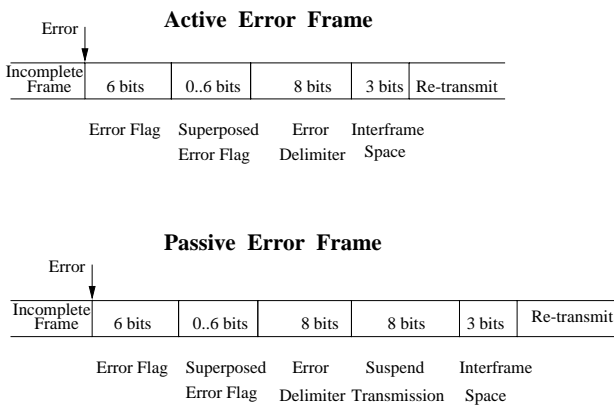 Active Error Frame
Error
Incomplete Frame 6 bits 0..6 bits 8 bits 3 bits Re-transmit
Error Flag Superposed Error Flag Error Delimiter Interframe Space
Passive Error Frame
Error
Incomplete Frame 6 bits 0..6 bits 8 bits 8 bits 3 bits Re-transmit
Error Flag Superposed Error Flag Error Delimiter Suspend Transmission Interframe Space